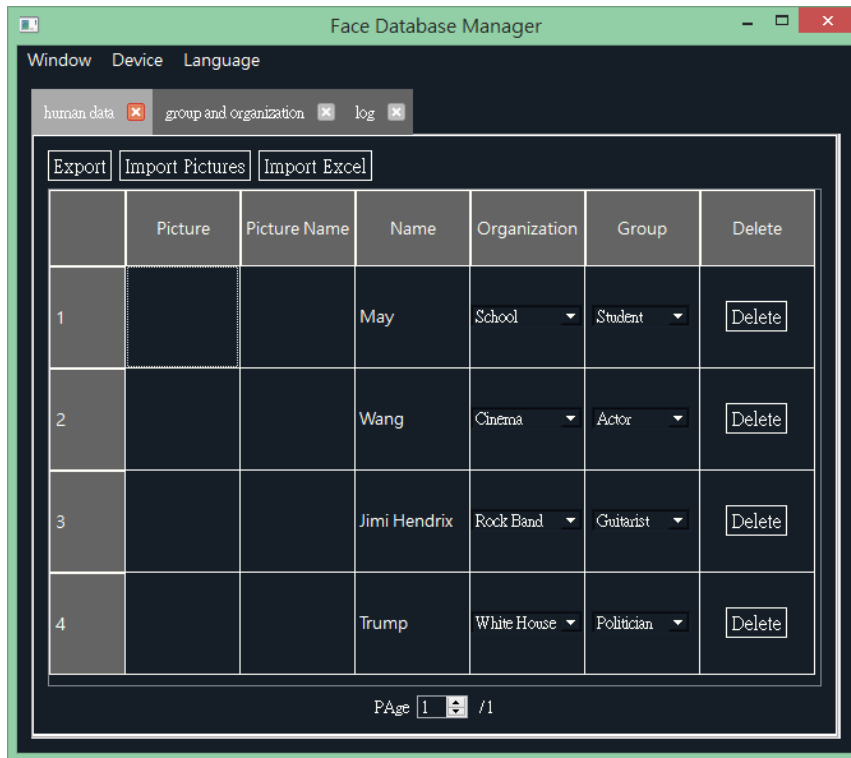 Face Database Manager
Window Device Language
human data group and organization log
Export Import Pictures Import Excel
Picture Picture Name Name Organization Group Delete
1 May School Student Delete
2 Wang Cinema Actor Delete
3 Jimi Hendrix Rock Band Guitarist Delete
4 Trump White House Politician Delete
PAge 1 /1